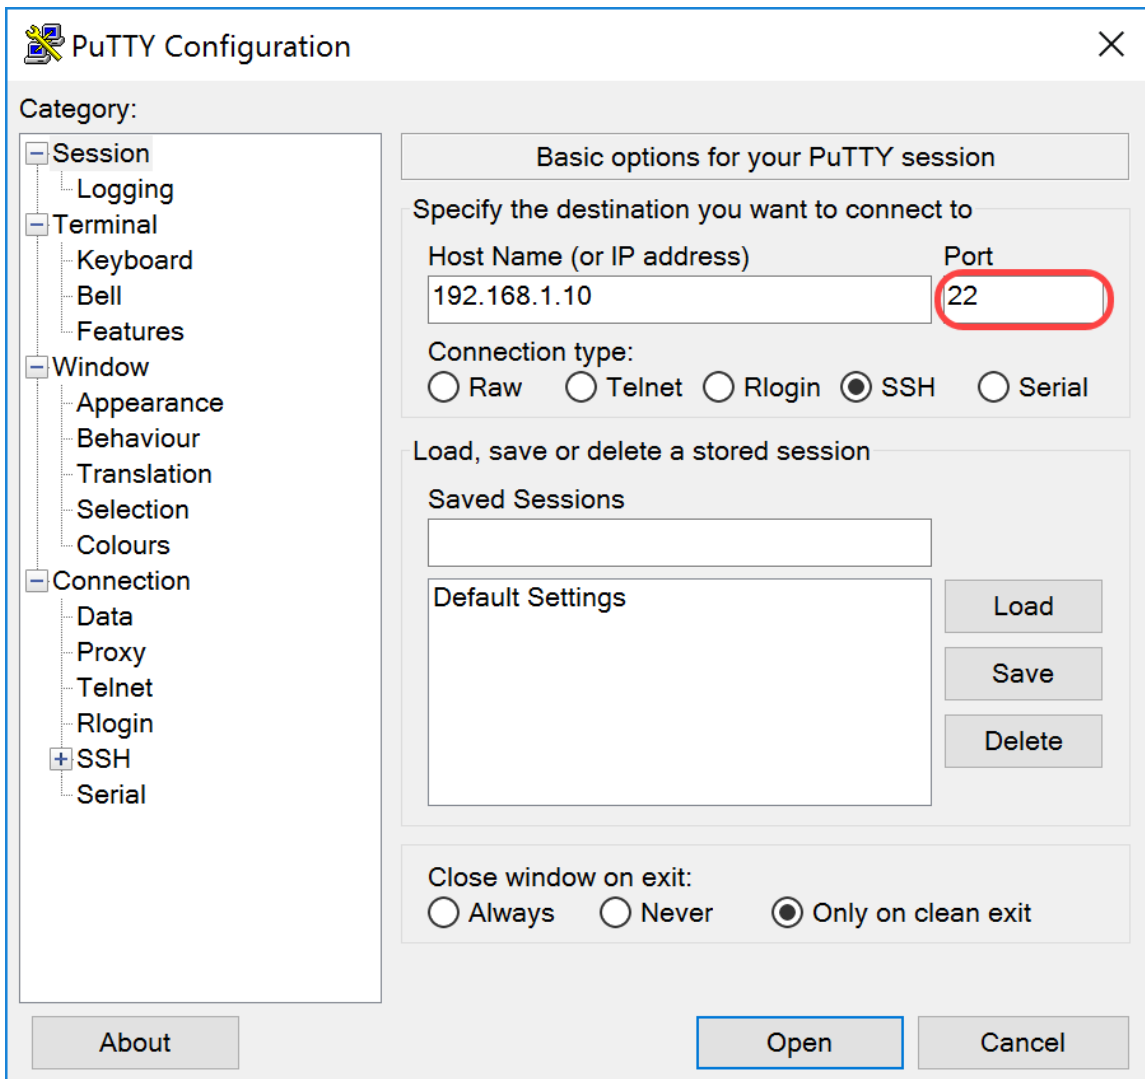 PuTTY Configuration
Category:
Session
Logging
Terminal
Keyboard
Bell
Features
Window
Appearance
Behaviour
Translation
Selection
Colours
Connection
Data
Proxy
Telnet
Rlogin
SSH
Serial
Basic options for your PuTTY session
Specify the destination you want to connect to
Host Name (or IP address) Port
192.168.1.10 22
Connection type:
Raw Telnet Rlogin SSH Serial
Load, save or delete a stored session
Saved Sessions
Default Settings
Load
Save
Delete
Close window on exit:
Always Never Only on clean exit
About Open Cancel